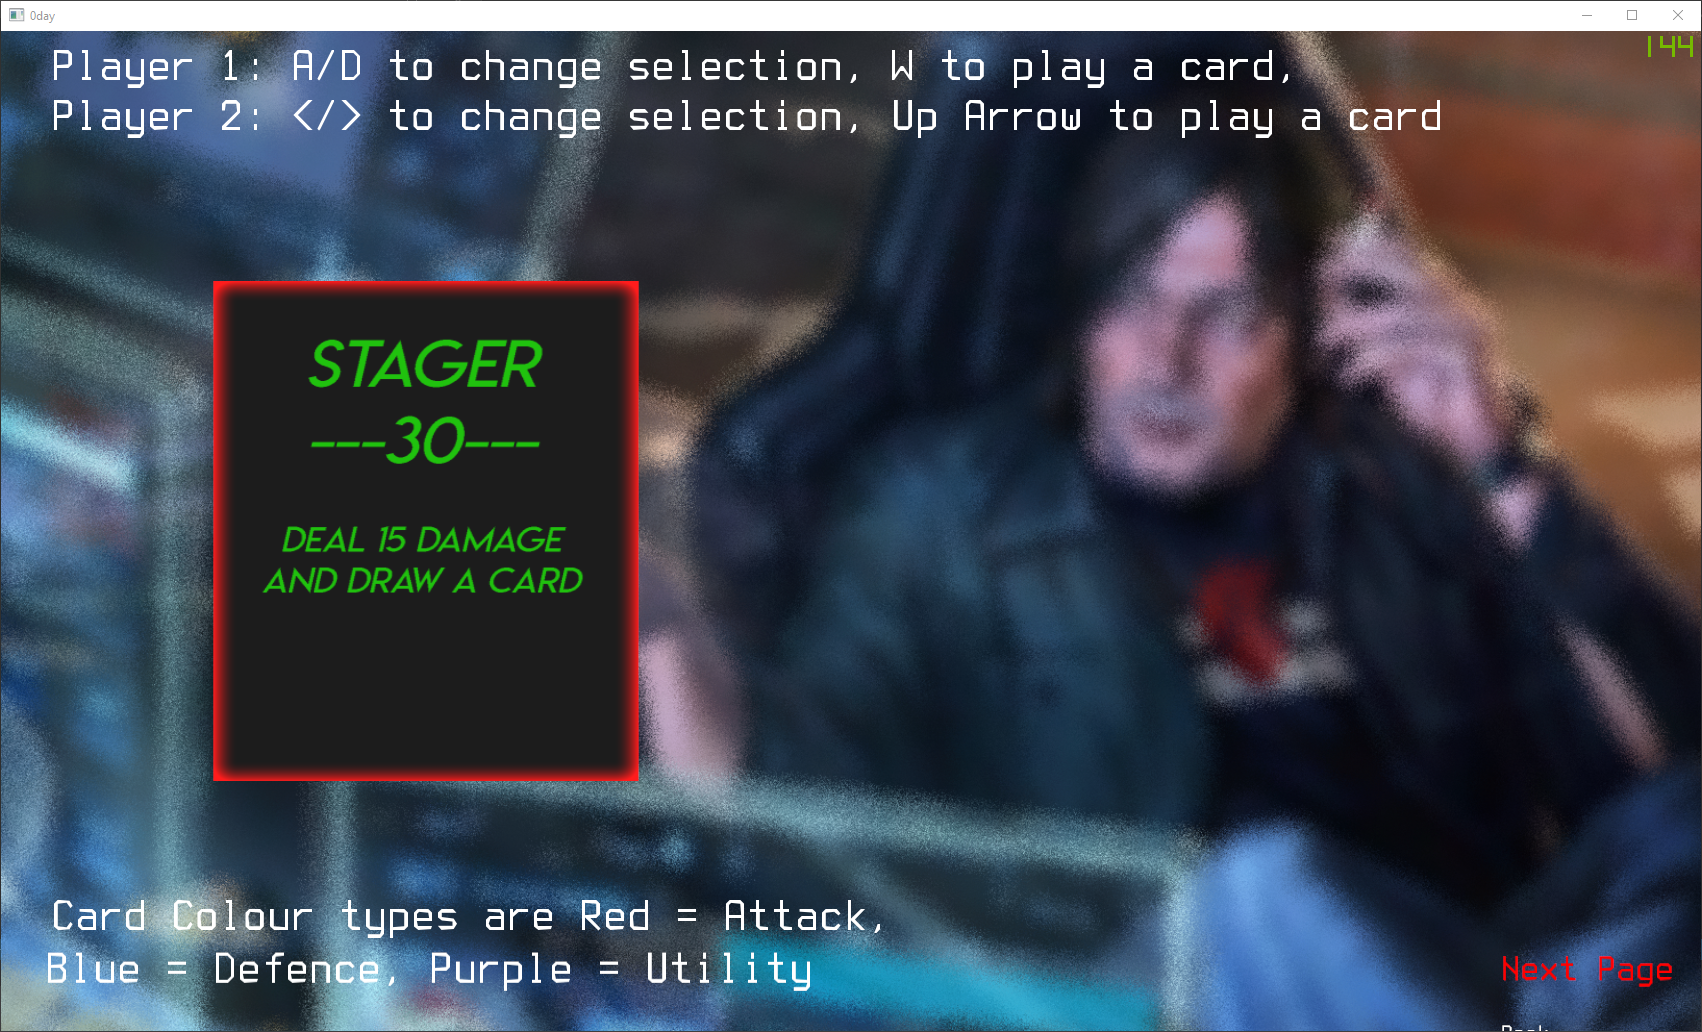 0day
144
Player 1: A/D to change selection, W to play a card,
Player 2: </> to change selection, Up Arrow to play a card
STAGER
---30---
DEAL 15 DAMAGE
AND DRAW A CARD
Card Colour types are Red = Attack,
Blue = Defence, Purple = Utility
Next Page